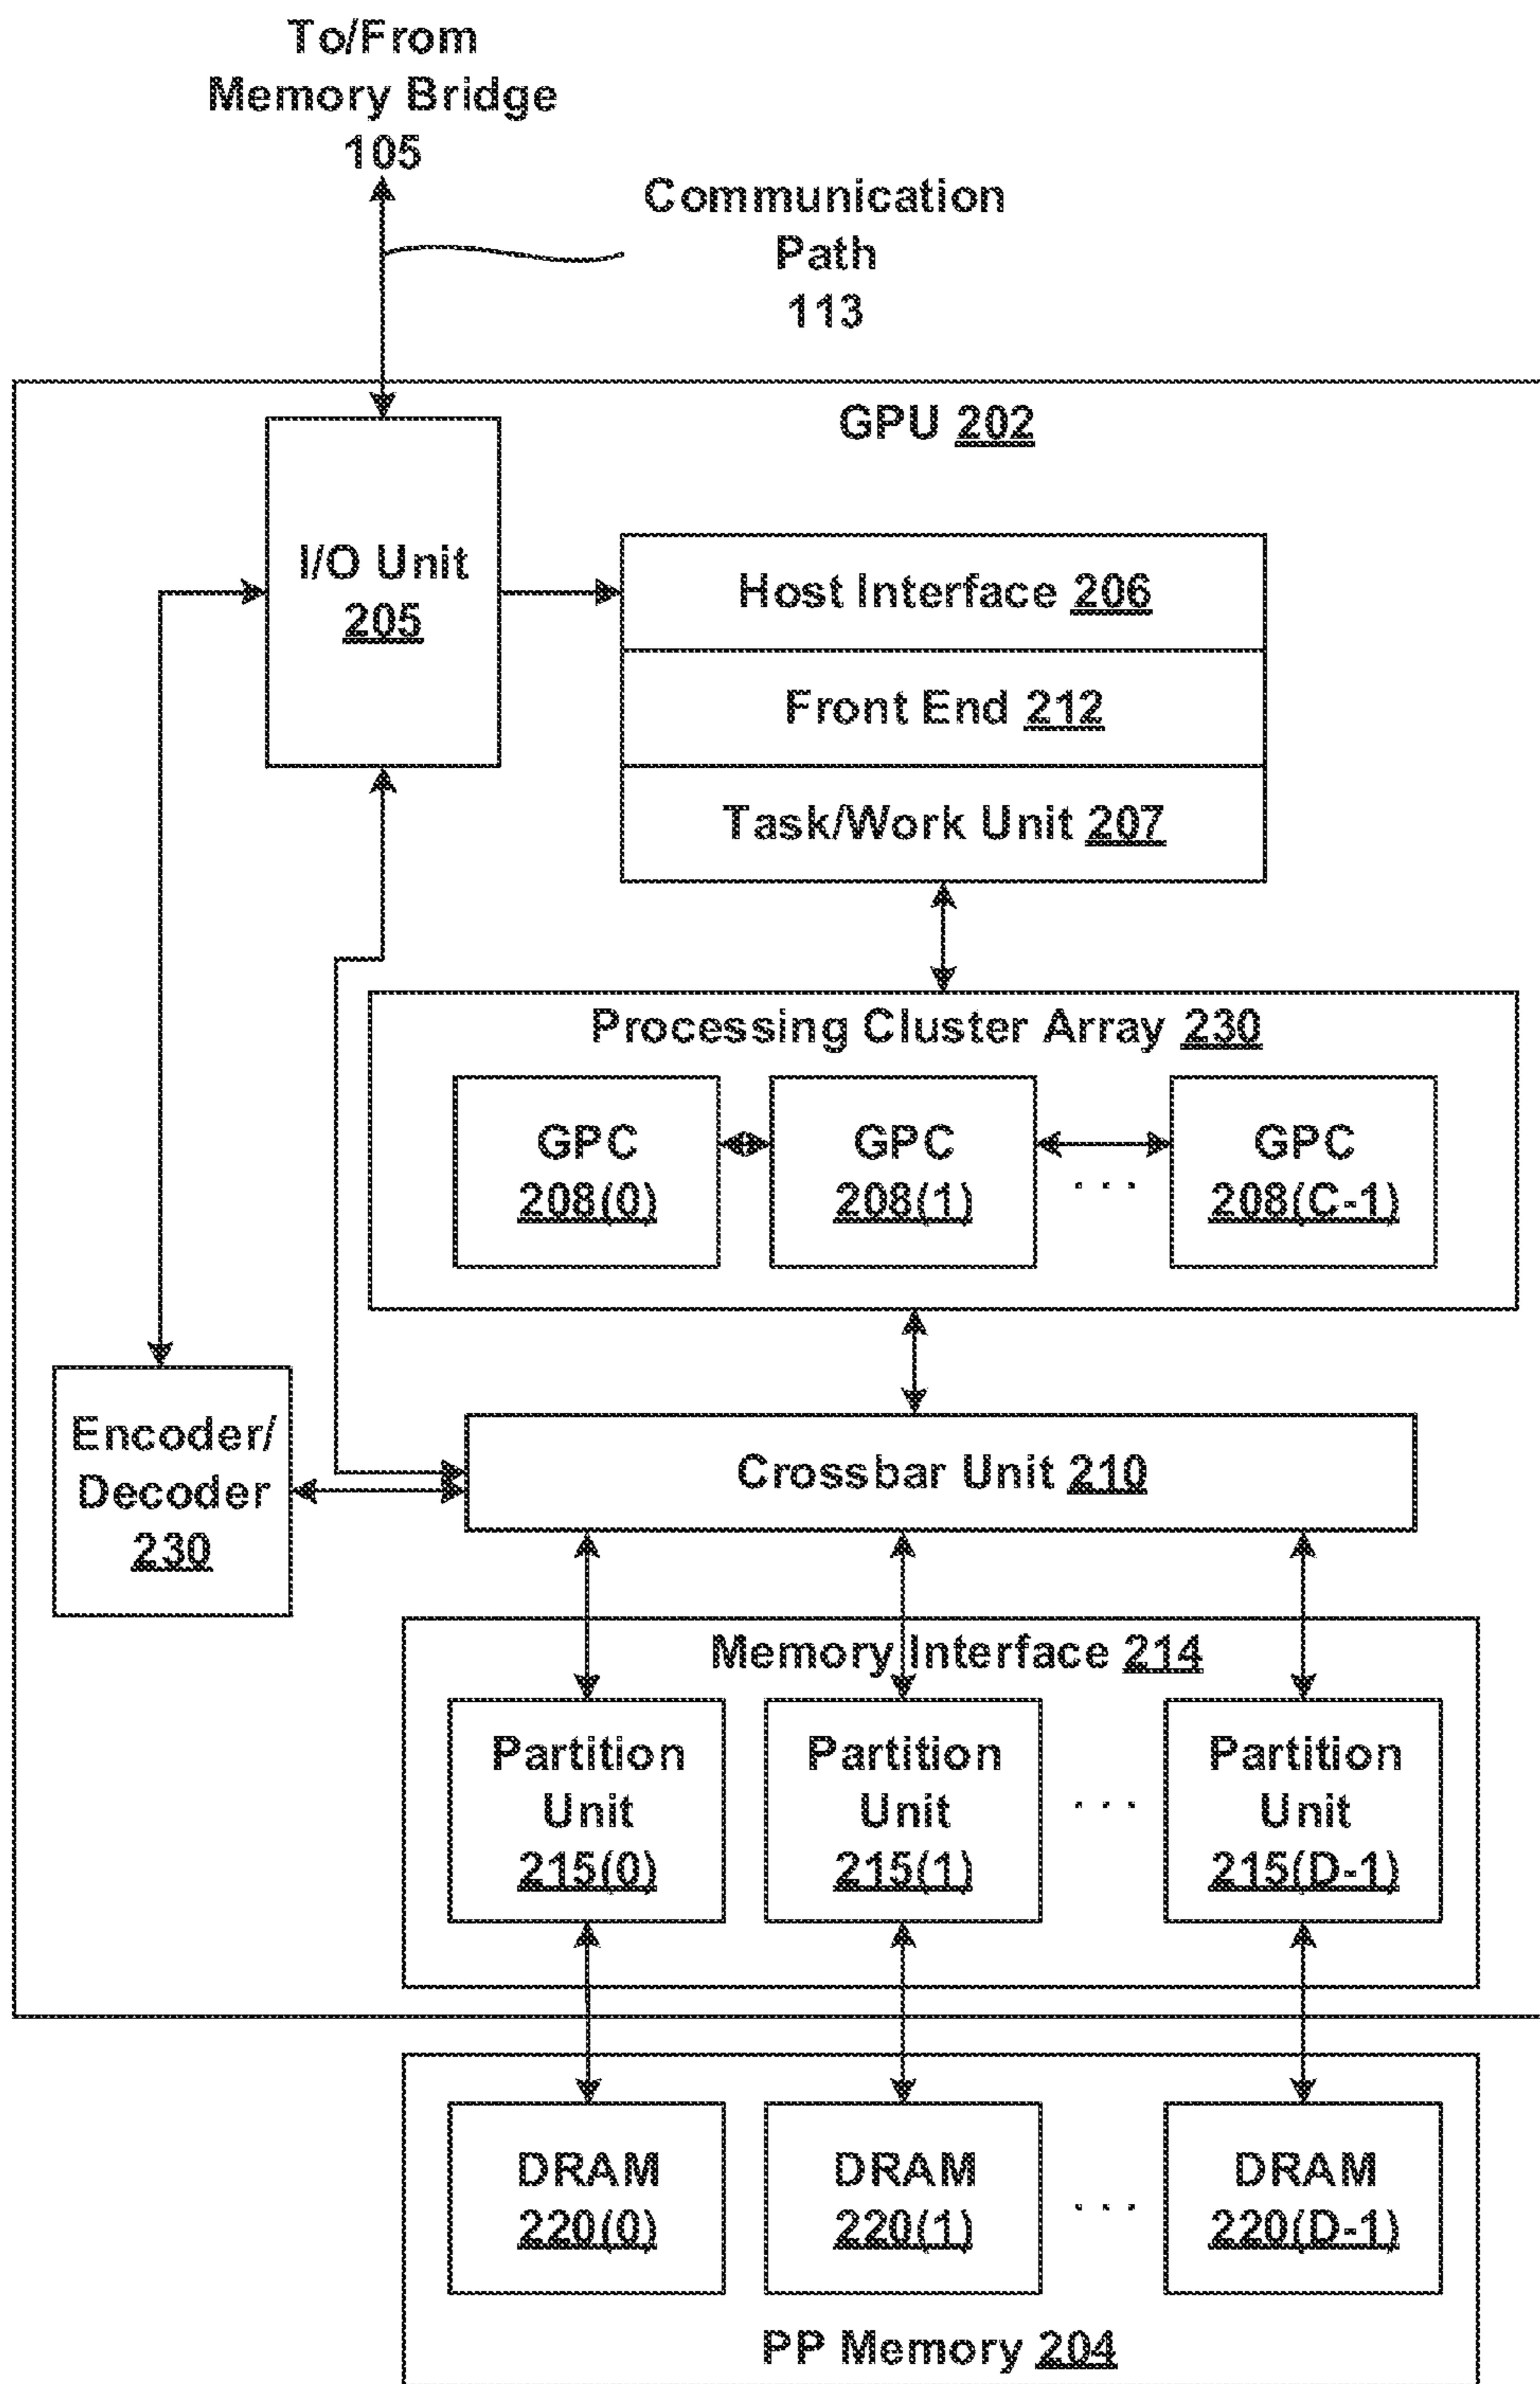 To/From
Memory Bridge
105
Communication
Path
113
GPU 202
I/O Unit
205
Host Interface 206
Front End 212
Task/Work Unit 207
Processing Cluster Array 230
GPC
208(0)
GPC
208(1)
. . .
GPC
208(C-1)
Encoder/
Decoder
230
Crossbar Unit 210
Memory Interface 214
Partition
Unit
215(0)
Partition
Unit
215(1)
. . .
Partition
Unit
215(D-1)
DRAM
220(0)
DRAM
220(1)
. . .
DRAM
220(D-1)
PP Memory 204